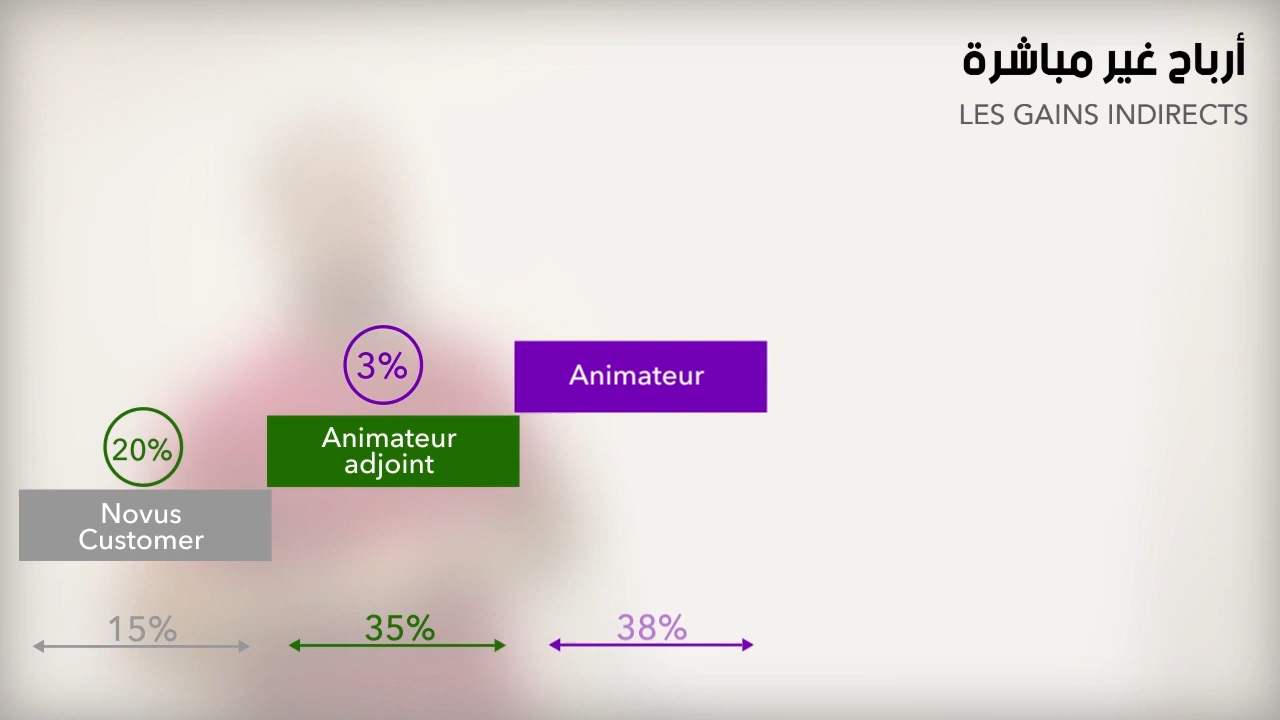 أرباح غير مباشرة
LES GAINS INDIRECTS
3%
Animateur
20%
Animateur
adjoint
Novus
Customer
15%
35%
38%